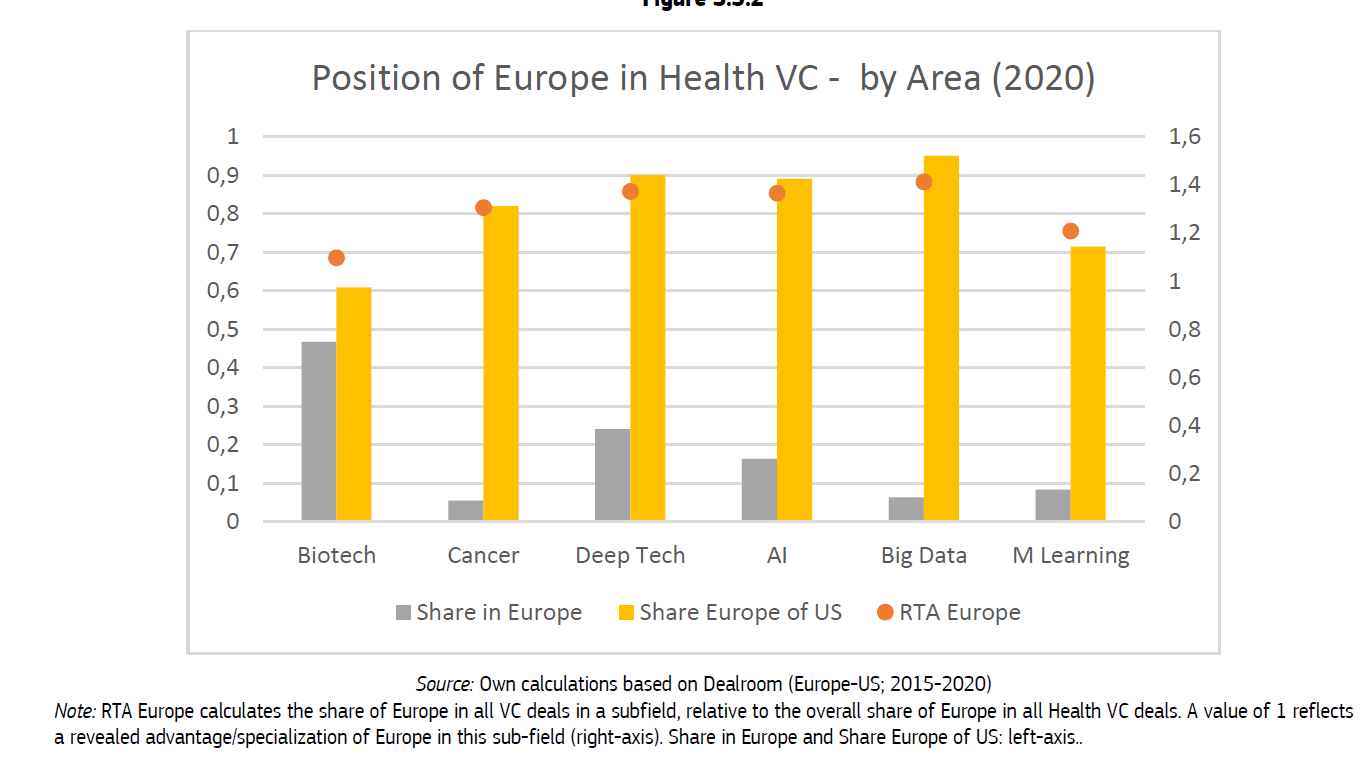 Figure 3.3.2
Position of Europe in Health VC - by Area (2020)
1
0,9
0,8
0,7
0,6
0,5
0,4
0,3
0,2
0,1
0
1,6
1,4
1,2
1
0,8
0,6
0,4
0,2
0
Biotech Cancer Deep Tech AI Big Data M Learning
Share in Europe Share Europe of US RTA Europe
Source: Own calculations based on Dealroom (Europe-US; 2015-2020)
Note: RTA Europe calculates the share of Europe in all VC deals in a subfield, relative to the overall share of Europe in all Health VC deals. A value of 1 reflects
a revealed advantage/specialization of Europe in this sub-field (right-axis). Share in Europe and Share Europe of US: left-axis..